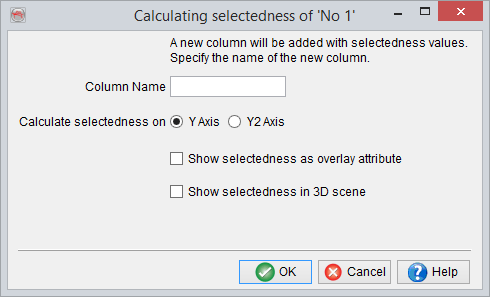 Calculating selectedness of 'No 1'
A new column will be added with selectedness values.
Specify the name of the new column.
Column Name
Calculate selectedness on Y Axis Y2 Axis
Show selectedness as overlay attribute
Show selectedness in 3D scene
OK Cancel Help